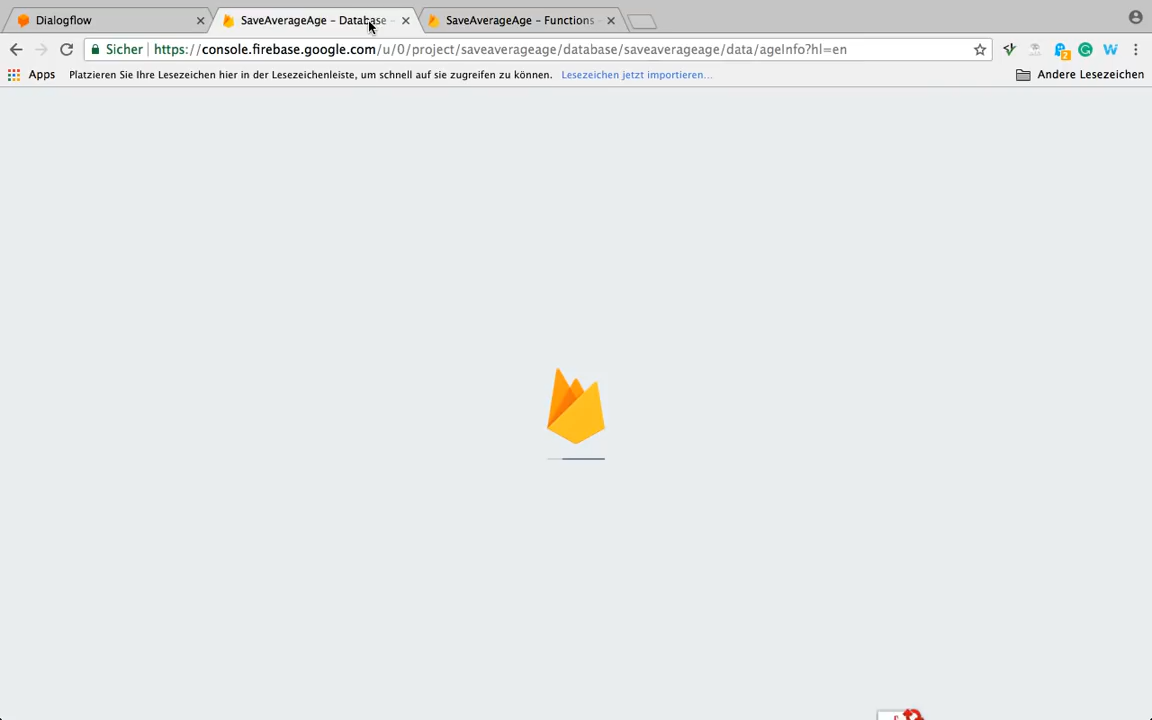 Dialogflow
SaveAverageAge – Database –
SaveAverageAge – Functions
Sicher
https://console.firebase.google.com/u/0/project/saveaverageage/database/saveaverageage/data/ageInfo?hl=en
2
W
Apps
Platzieren Sie Ihre Lesezeichen hier in der Lesezeichenleiste, um schnell auf sie zugreifen zu können.
Lesezeichen jetzt importieren...
Andere Lesezeichen